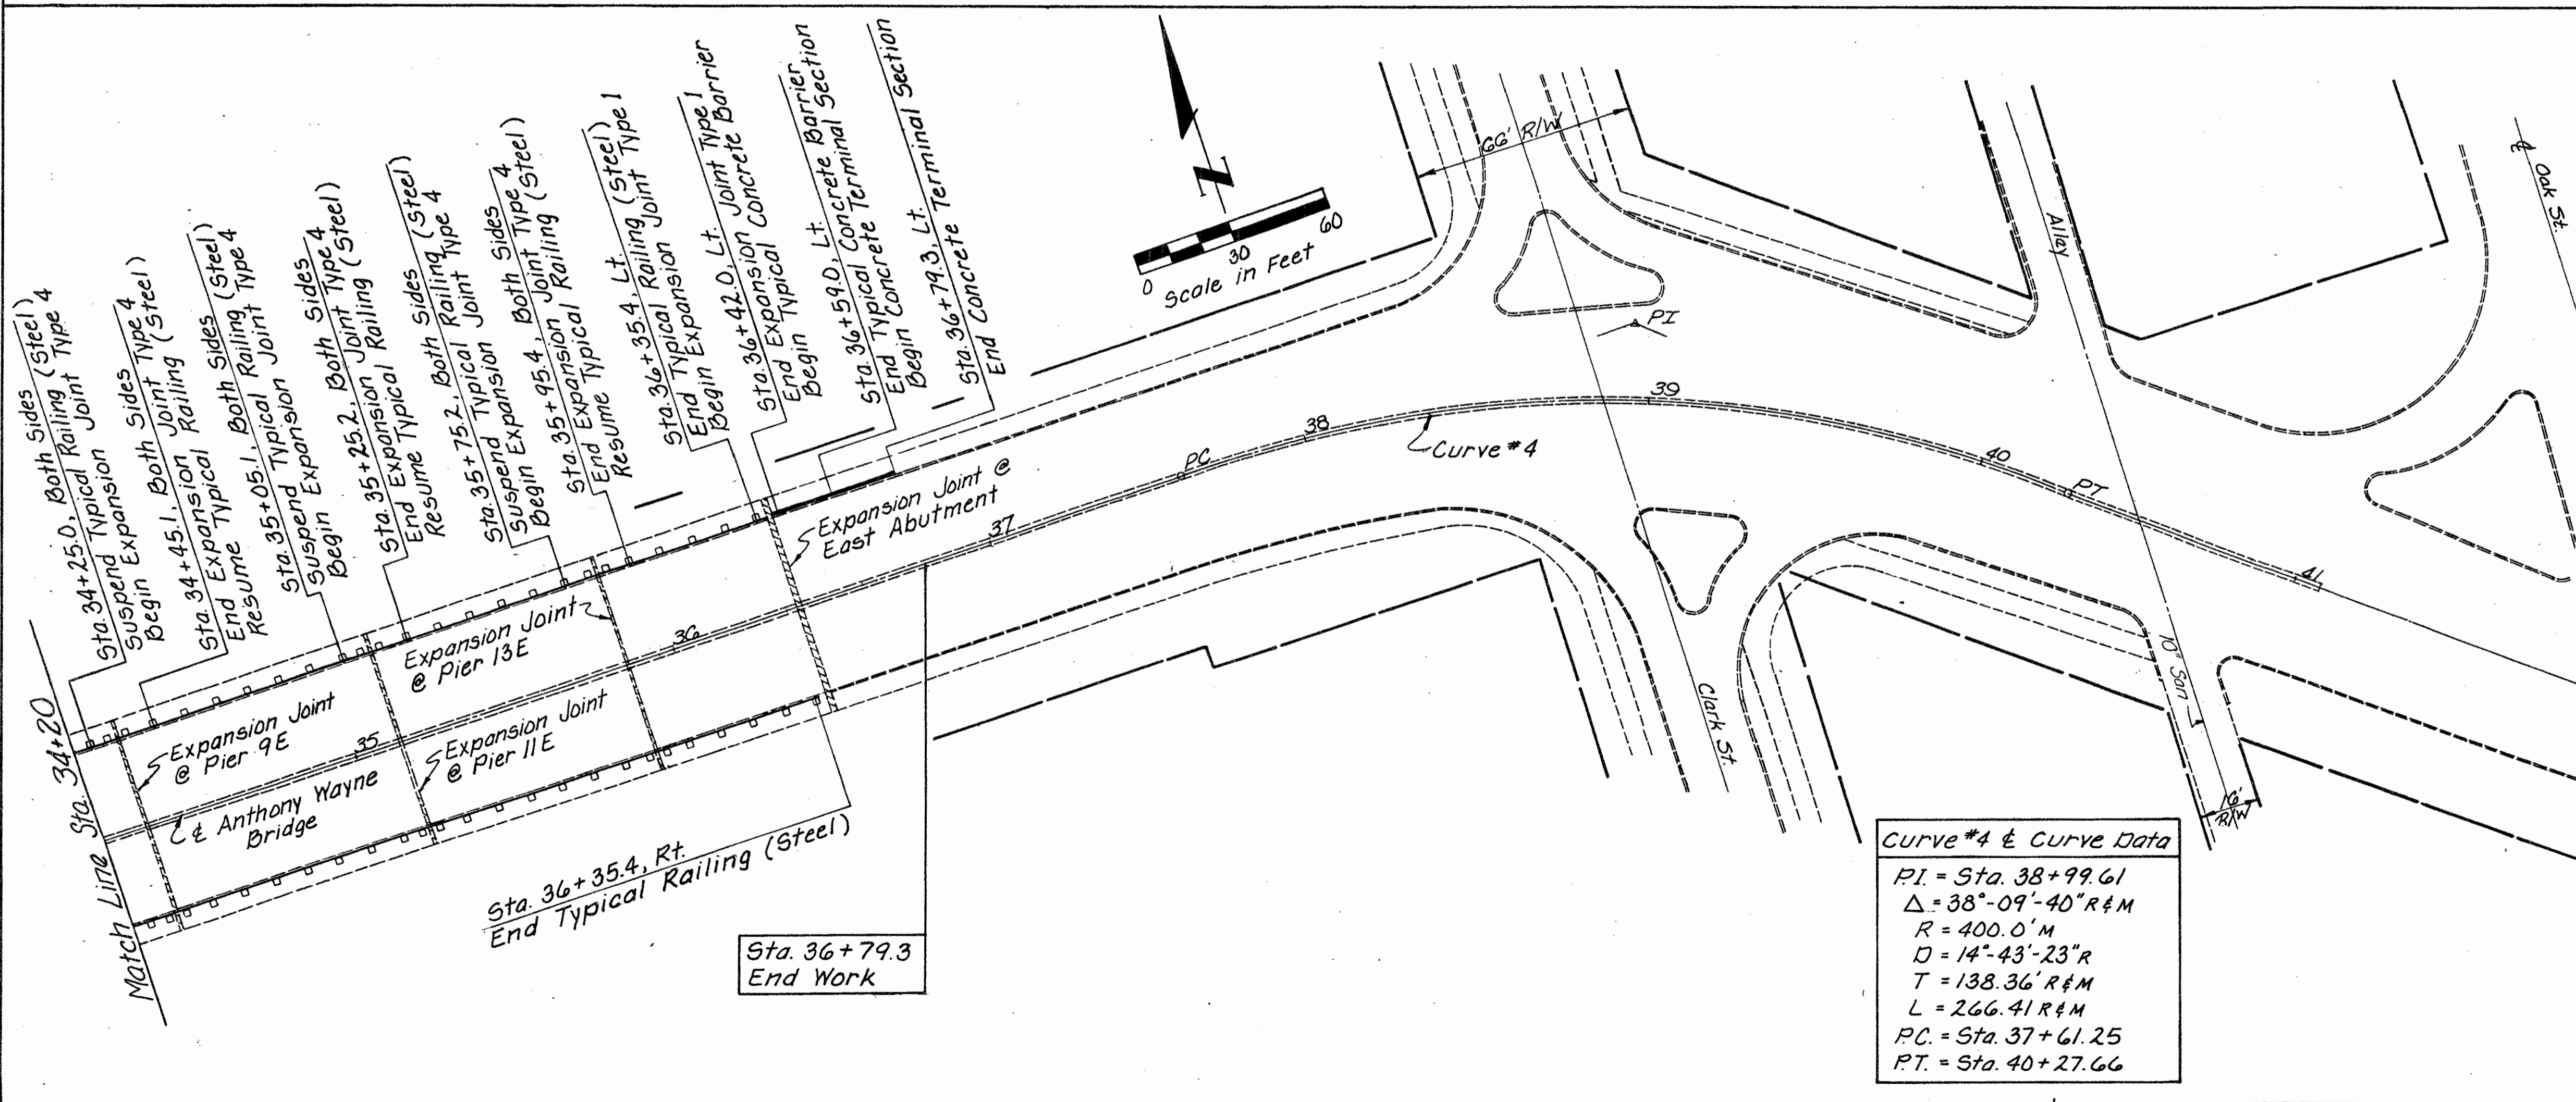 Sta. 34+25.0, Both Sides
Suspend Typical Railing (Steel)
Begin Expansion Joint Type 4
Sta. 34+45.1, Both Sides
End Expansion Joint Type 4
Resume Typical Railing (Steel)
Sta. 35+05.1, Both Sides
Suspend Typical Railing (Steel)
Begin Expansion Joint Type 4
Sta. 35+25.2, Both Sides
End Expansion Joint Type 4
Resume Typical Railing (Steel)
Sta. 35+75.2, Both Sides
Suspend Typical Railing (Steel)
Begin Expansion Joint Type 4
Sta. 35+95.4, Both Sides
End Expansion Joint Type 4
Resume Typical Railing (Steel)
Sta. 36+35.4, Lt.
End Typical Railing (Steel)
Begin Expansion Joint Type 1
Sta. 36+42.0, Lt.
End Expansion Joint Type 1
Begin Typical Concrete Barrier
Sta. 36+59.0, Lt.
End Typical Concrete Barrier
Begin Concrete Terminal Section
Sta. 36+79.3, Lt.
End Concrete Terminal Section
N
0 30 60
Scale in Feet
66' R/W
PI
Alley
℄ Oak St.
Match Line Sta. 34+20
Expansion Joint
@ Pier 9E
35
℄ Anthony Wayne
Bridge
Expansion Joint
@ Pier 13E
Expansion Joint
@ Pier 11E
36
Expansion Joint @
East Abutment
37
PC
38
Curve #4
39
40
PT
41
Clark St.
10" San
16'
R/W
Sta. 36+35.4, Rt.
End Typical Railing (Steel)
Sta. 36+79.3
End Work
Curve #4 ℄ Curve Data
P.I. = Sta. 38+99.61
Δ = 38°-09'-40" R&M
R = 400.0' M
D = 14°-43'-23" R
T = 138.36' R&M
L = 266.41 R&M
P.C. = Sta. 37+61.25
P.T. = Sta. 40+27.66